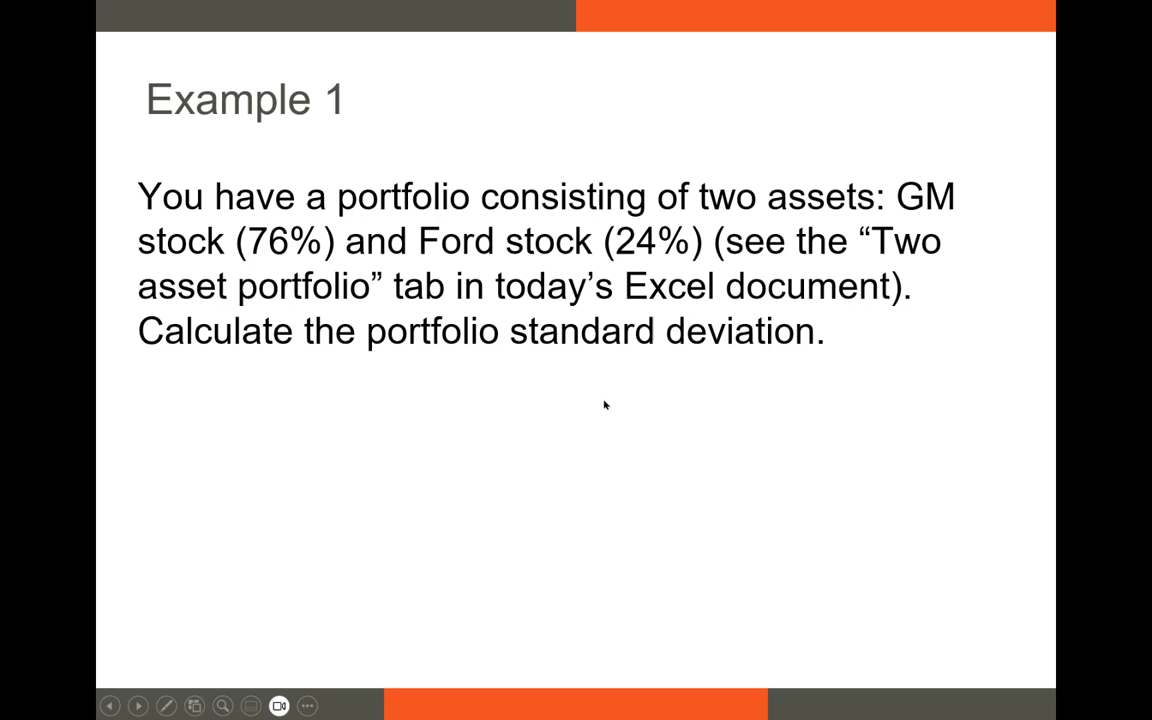 Example 1
You have a portfolio consisting of two assets: GM
stock (76%) and Ford stock (24%) (see the “Two
asset portfolio” tab in today’s Excel document).
Calculate the portfolio standard deviation.